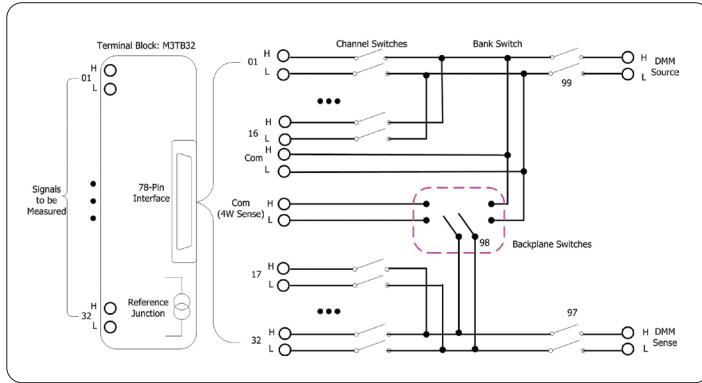 Terminal Block: M3TB32
H
01
L
Signals
to be
Measured
78-Pin
Interface
Reference
Junction
H
32
L
Channel Switches
Bank Switch
H
01
L
H
16
L
H
Com
L
Com
(4W Sense)
H
L
H
17
L
H
32
L
99
H
DMM
Source
L
98
Backplane Switches
97
H
DMM
Sense
L